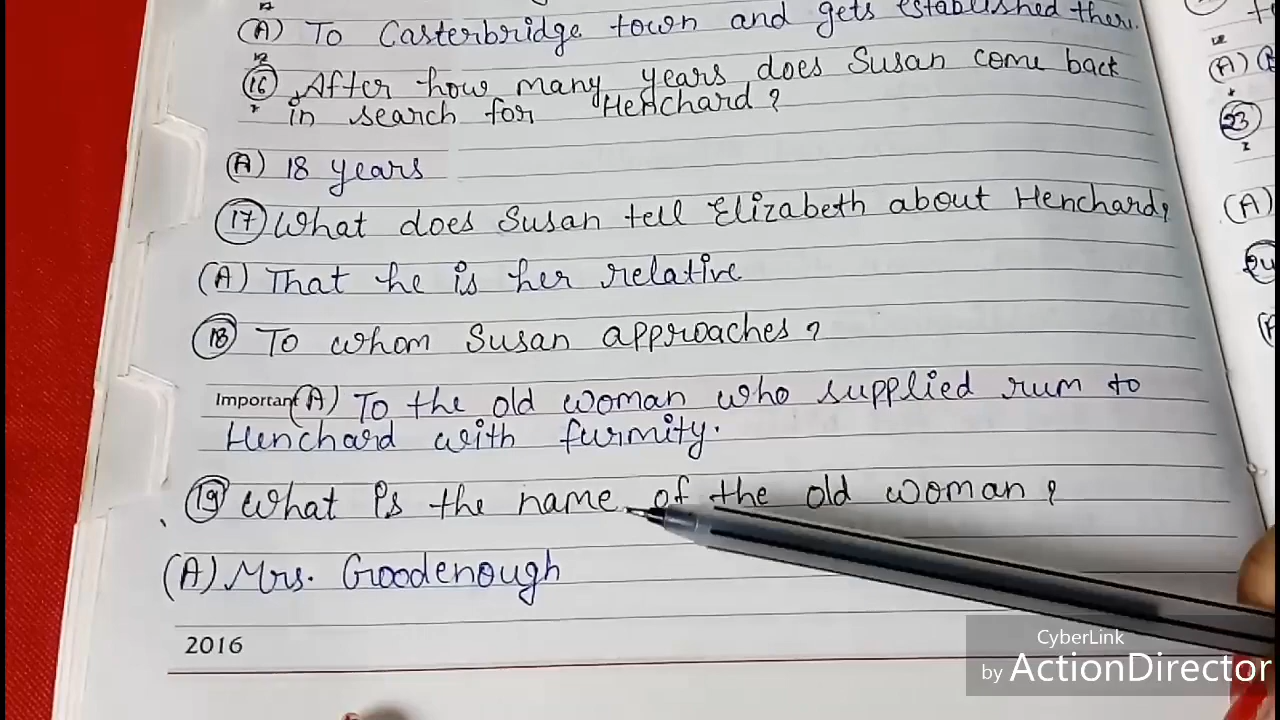 (A) To Casterbridge town and gets established there.
(16) After how many years does Susan come back
in search for Henchard?
(A) 18 years
(17) What does Susan tell Elizabeth about Henchard?
(A) That he is her relative
(18) To whom Susan approaches?
Important (A) To the old woman who supplied rum to
Henchard with furmity.
(19) What is the name of the old woman?
(A) Mrs. Goodenough
2016
(A)
(23)
(A)
CyberLink
by ActionDirector